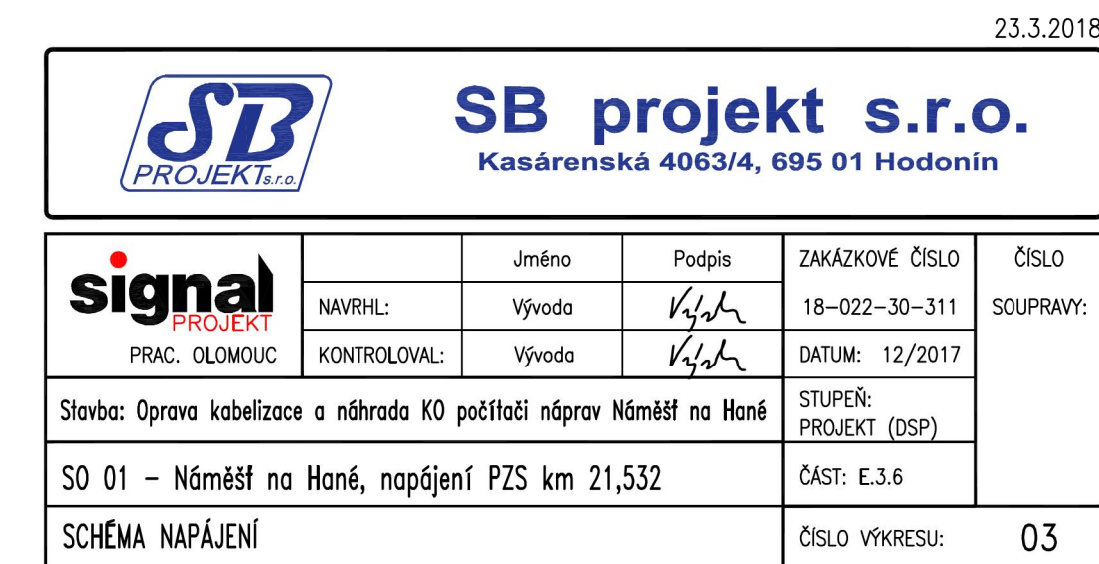 23.3.2018
SB
PROJEKT s.r.o.
SB projekt s.r.o.
Kasárenská 4063/4, 695 01 Hodonín
signal
PROJEKT
PRAC. OLOMOUC
Jméno
Podpis
NAVRHL:
Vývoda
KONTROLOVAL:
Vývoda
ZAKÁZKOVÉ ČÍSLO
18-022-30-311
DATUM: 12/2017
ČÍSLO
SOUPRAVY:
Stavba: Oprava kabelizace a náhrada KO počítači náprav Náměšť na Hané
STUPEŇ:
PROJEKT (DSP)
SO 01 – Náměšť na Hané, napájení PZS km 21,532
ČÁST: E.3.6
SCHÉMA NAPÁJENÍ
ČÍSLO VÝKRESU:
03